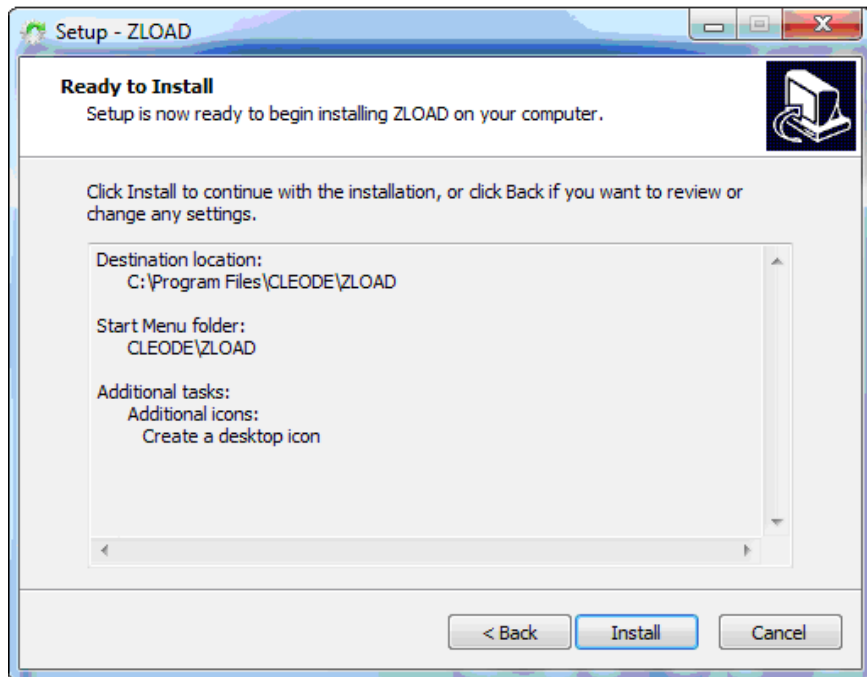 Setup - ZLOAD
Ready to Install
Setup is now ready to begin installing ZLOAD on your computer.
Click Install to continue with the installation, or click Back if you want to review or
change any settings.
Destination location:
C:\Program Files\CLEODE\ZLOAD
Start Menu folder:
CLEODE\ZLOAD
Additional tasks:
Additional icons:
Create a desktop icon
< Back Install Cancel